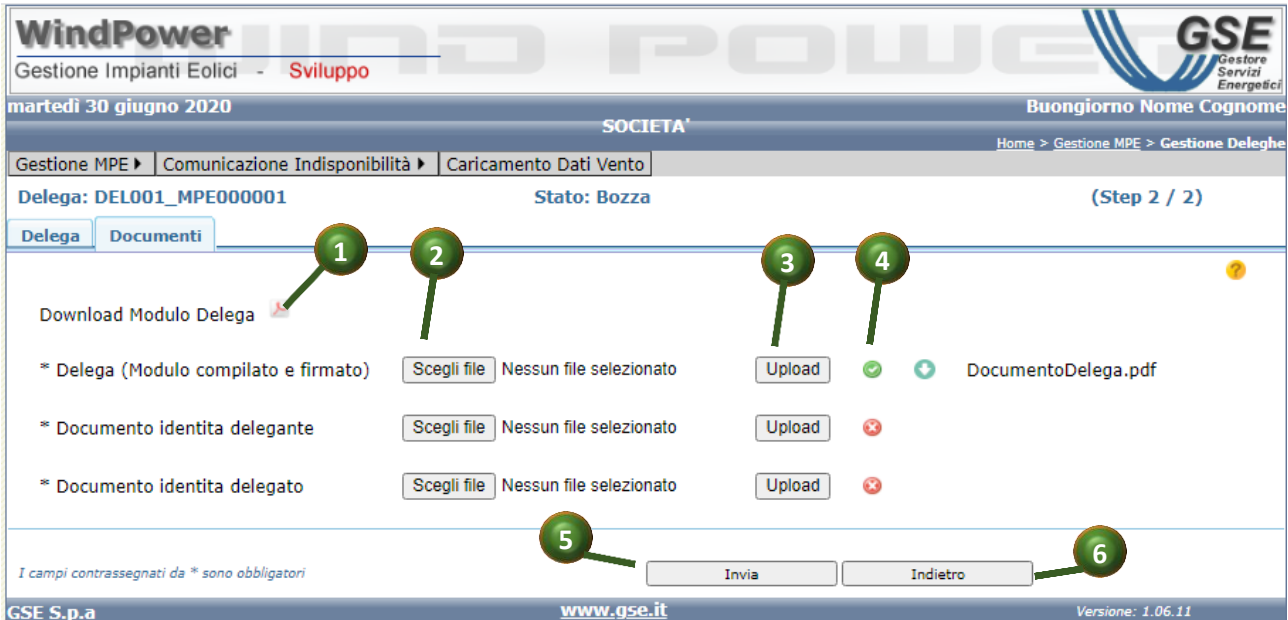 WindPower
WIND POWER
Gestione Impianti Eolici - Sviluppo
GSE
Gestore
Servizi
Energetici
martedì 30 giugno 2020
Buongiorno Nome Cognome
SOCIETA'
Home > Gestione MPE > Gestione Deleghe
Gestione MPE Comunicazione Indisponibilità Caricamento Dati Vento
Delega: DEL001_MPE000001 Stato: Bozza (Step 2 / 2)
Delega Documenti
1 2 3 4
?
Download Modulo Delega
* Delega (Modulo compilato e firmato) Scegli file Nessun file selezionato Upload DocumentoDelega.pdf
* Documento identita delegante Scegli file Nessun file selezionato Upload
* Documento identita delegato Scegli file Nessun file selezionato Upload
5 6
I campi contrassegnati da * sono obbligatori Invia Indietro
GSE S.p.a www.gse.it Versione: 1.06.11